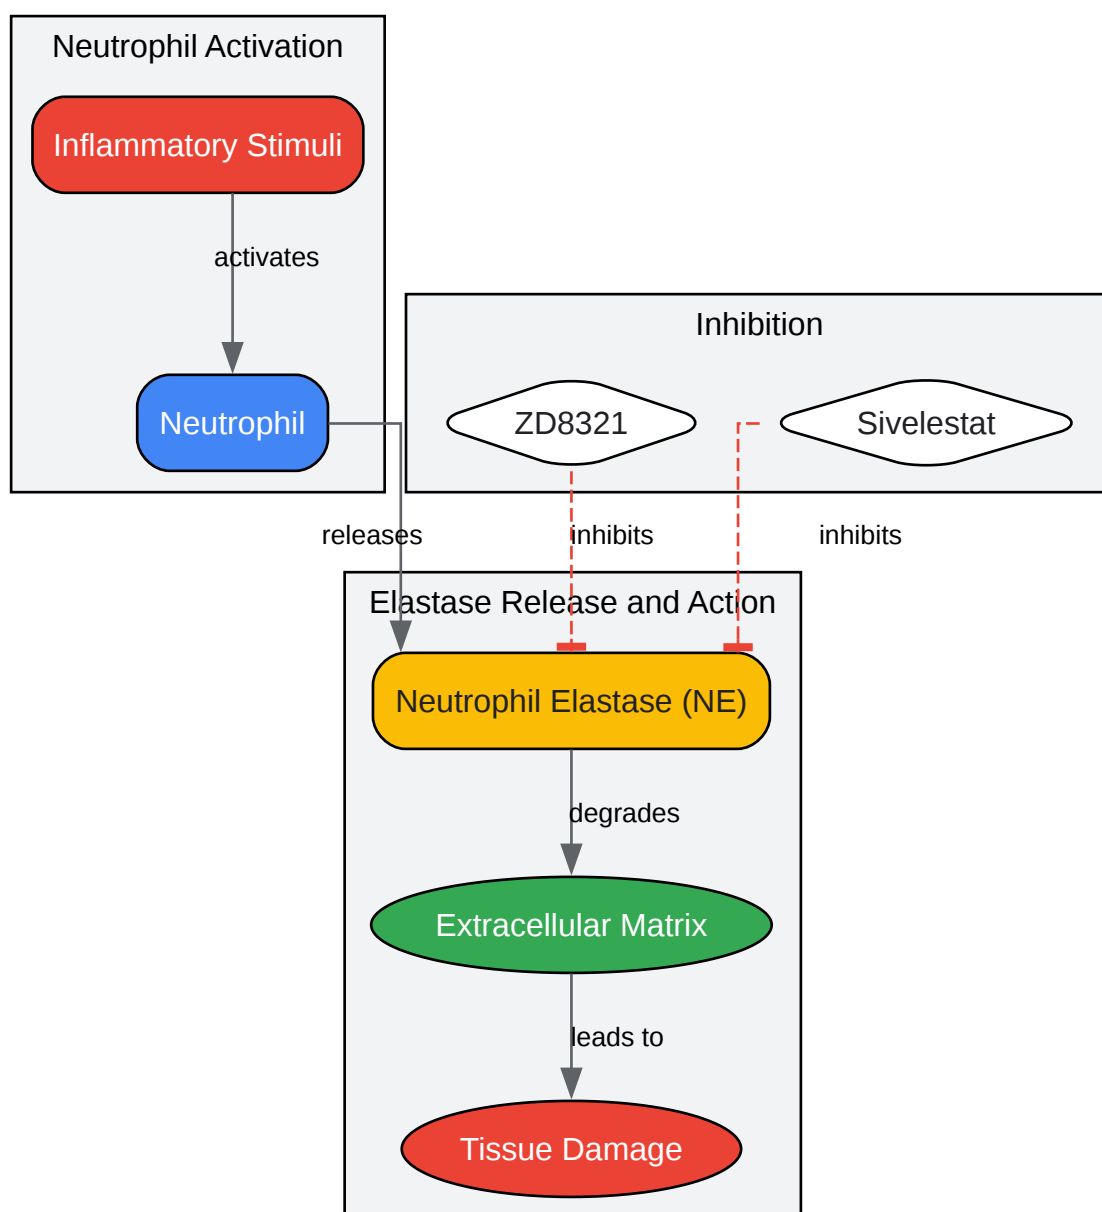 Neutrophil Activation
Inflammatory Stimuli
activates
Neutrophil
Inhibition
ZD8321
Sivelestat
releases
inhibits
inhibits
Elastase Release and Action
Neutrophil Elastase (NE)
degrades
Extracellular Matrix
leads to
Tissue Damage